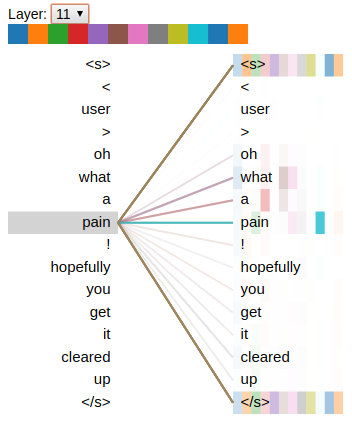 Layer: 11
<s> <s>
< <
user user
> >
oh oh
what what
a a
pain pain
! !
hopefully hopefully
you you
get get
it it
cleared cleared
up up
</s> </s>